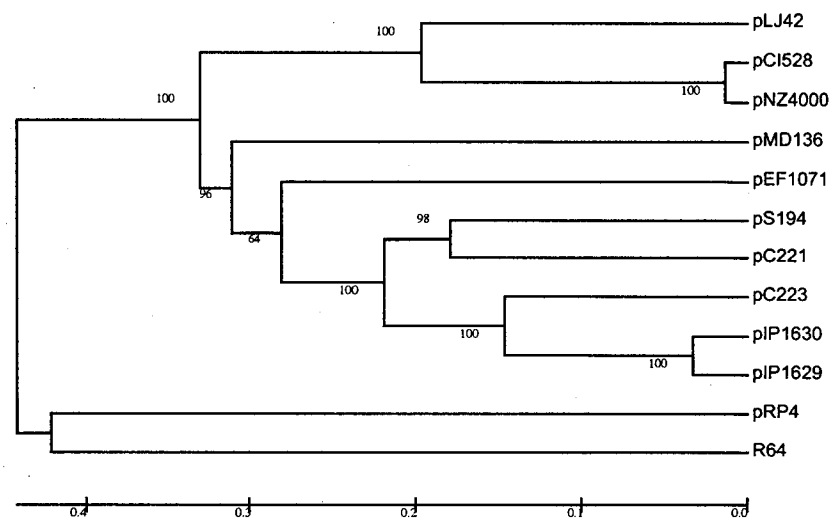 100
pLJ42
pCI528
100
pNZ4000
100
pMD136
96
pEF1071
64
98
pS194
pC221
100
pC223
100
pIP1630
100
pIP1629
pRP4
R64
0.4 0.3 0.2 0.1 0.0